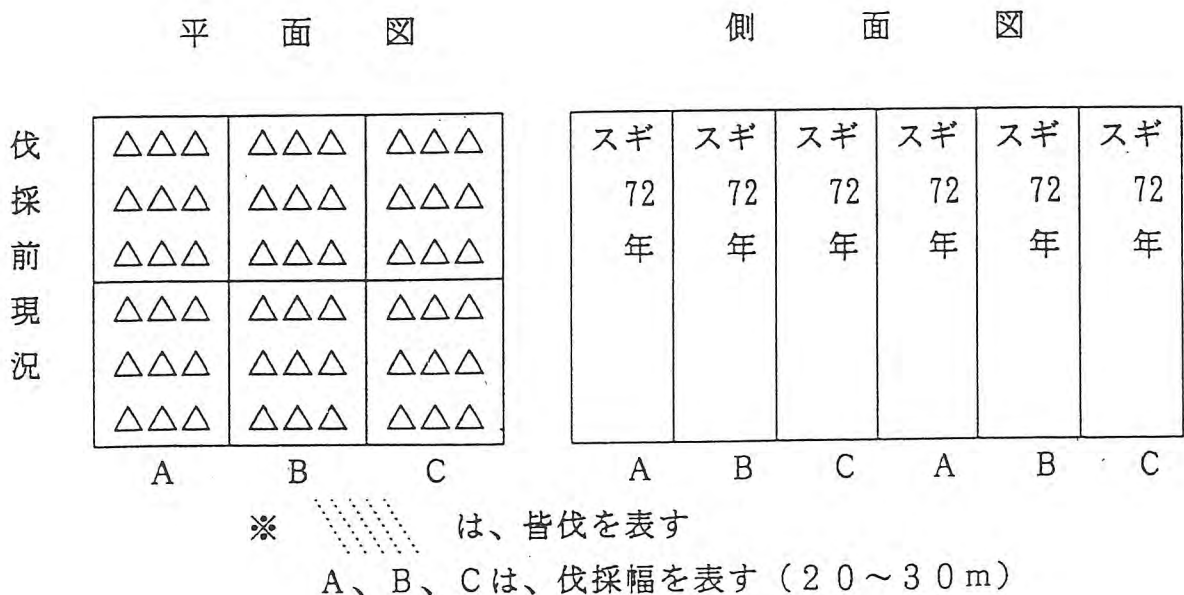 平面図
側面図
伐採前現況
△△△ △△△ △△△
△△△ △△△ △△△
△△△ △△△ △△△
△△△ △△△ △△△
△△△ △△△ △△△
△△△ △△△ △△△
A B C
スギ スギ スギ スギ スギ スギ
72 72 72 72 72 72
年 年 年 年 年 年
A B C A B C
※ は、皆伐を表す
A、B、Cは、伐採幅を表す(20~30m)